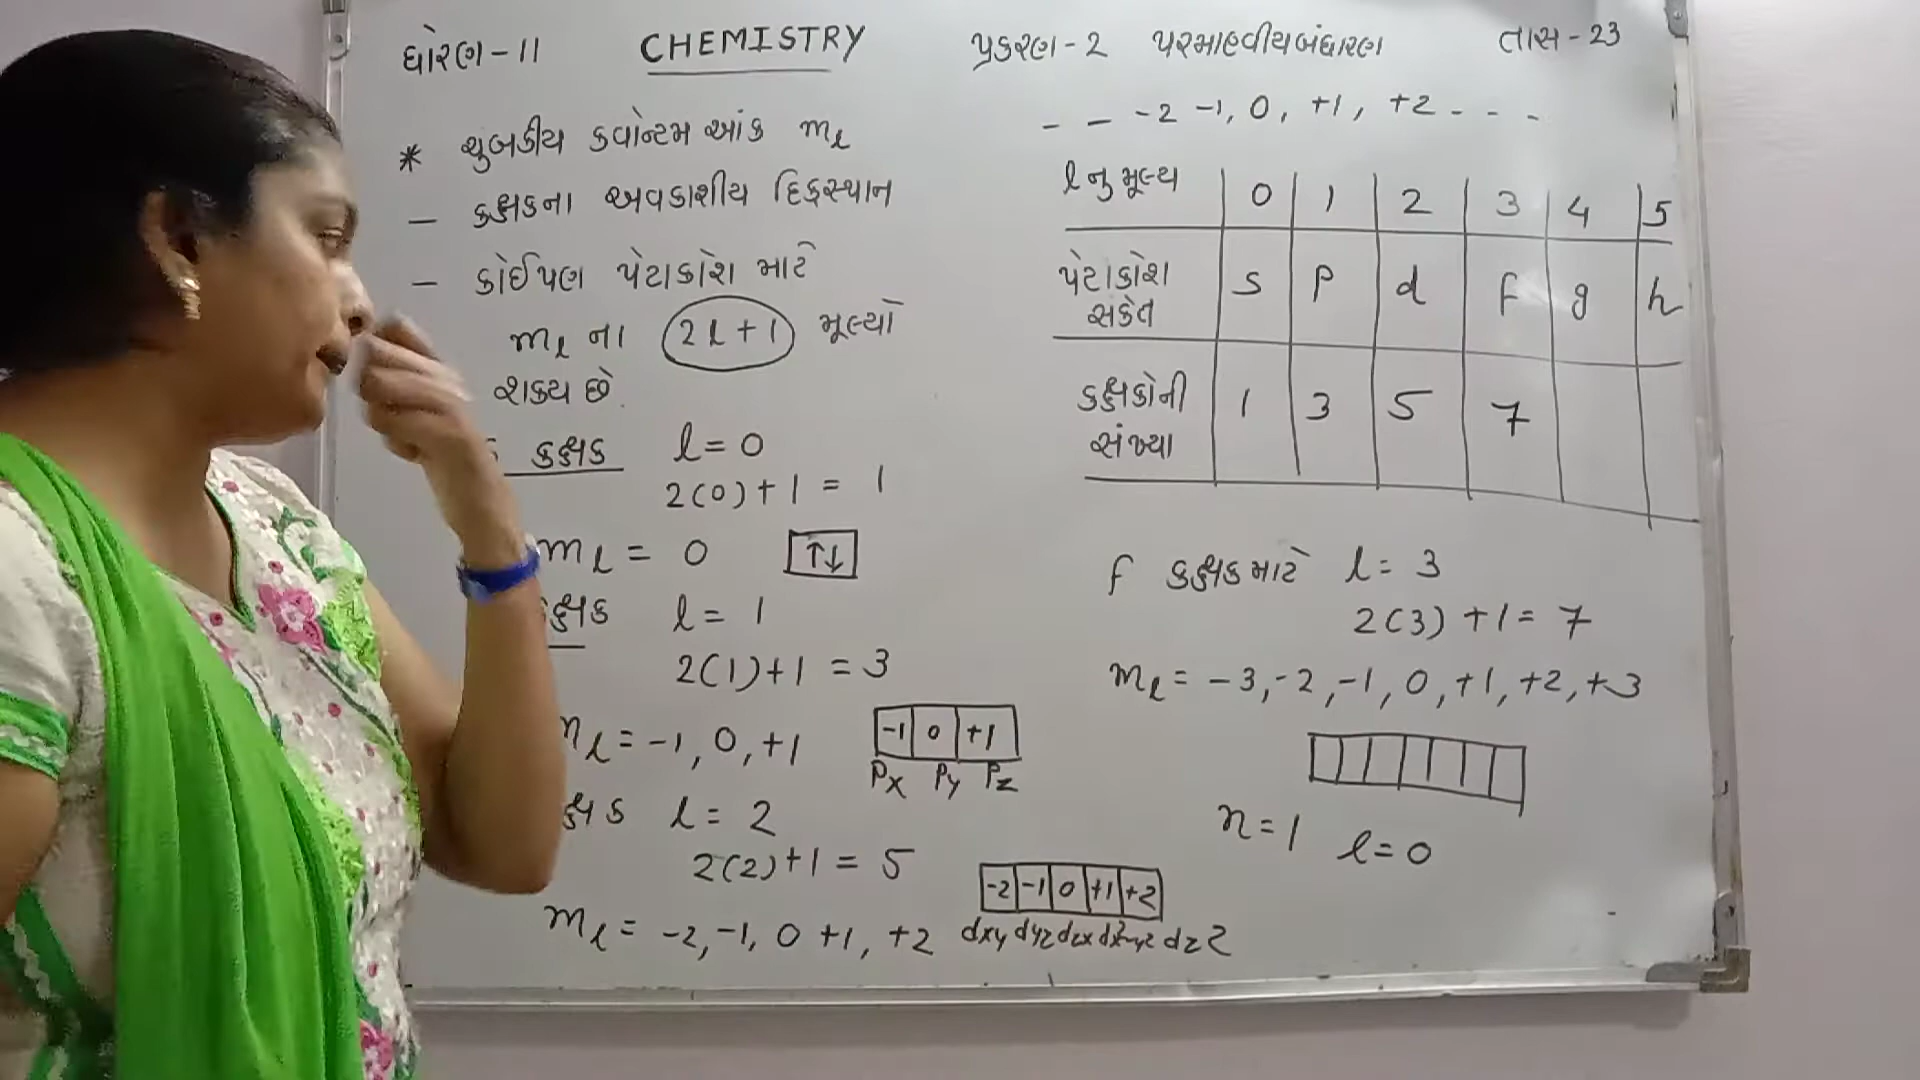 ધોરણ-11 CHEMISTRY પ્રકરણ-2 પરમાણ્વીયબંધારણ તાસ-23
* ચુબકીય ક્વોન્ટમ આંક mℓ
– કક્ષકના અવકાશીય દિક્સ્થાન
– કોઈપણ પેટાકોશ માટે
mℓ ના 2ℓ+1 મૂલ્યો
શક્ય છે.
કક્ષક ℓ=0
2(0)+1 = 1
mℓ = 0 ↑↓
ℓ= 1
2(1)+1 = 3
=-1, 0, +1 -1 0 +1
Px Py Pz
ℓ= 2
2(2)+1 = 5
-2 -1 0 +1 +2
mℓ = -2,-1, 0 +1, +2 dxy dyz dzx dx²-y² dz2
- - -2 -1, 0, +1, +2 - - -
ℓનુ મૂલ્ય 0 1 2 3 4 5
પેટાકોશ સકેત s p d f g h
કક્ષકોની સંખ્યા 1 3 5 7
f કક્ષક માટે ℓ= 3
2(3) +1= 7
mℓ= -3,-2,-1, 0, +1, +2, +3
n=1 ℓ=0